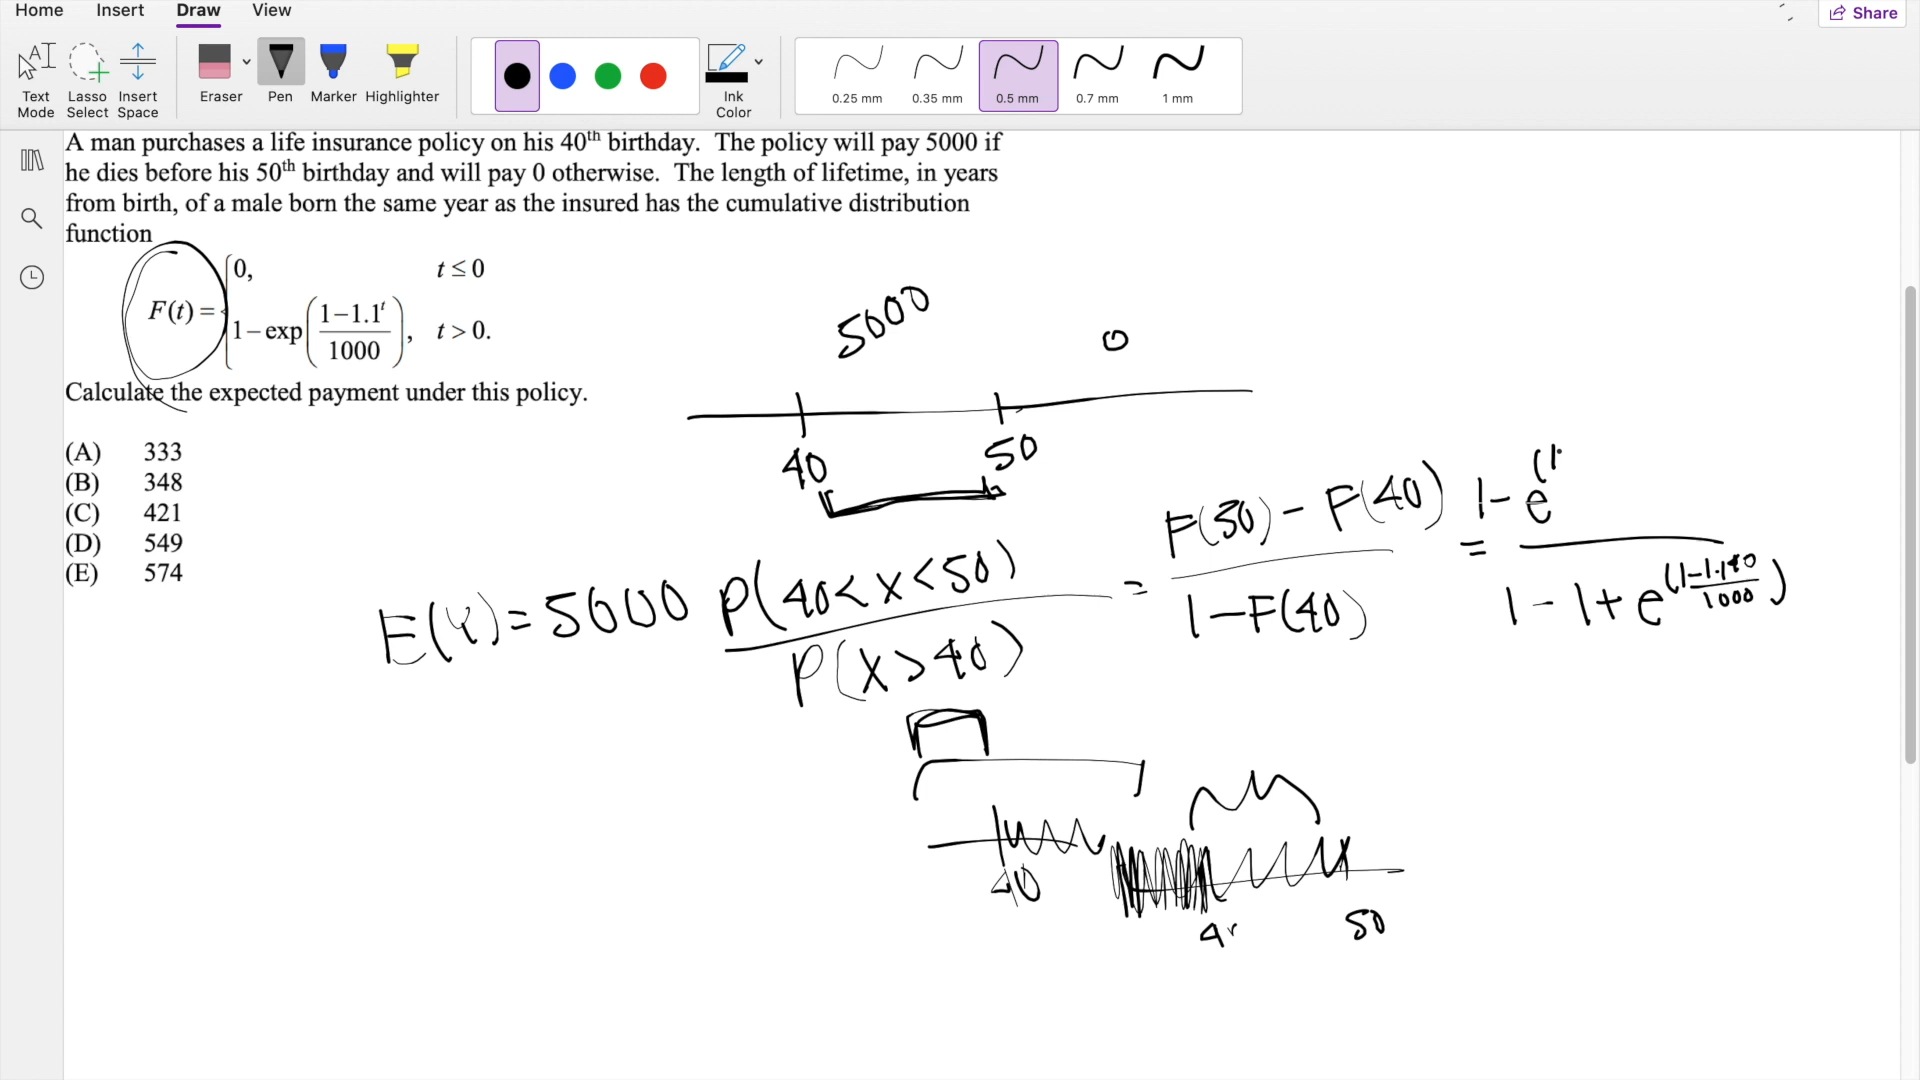 Home Insert Draw View Share
Text Mode Lasso Select Insert Space Eraser Pen Marker Highlighter Ink Color 0.25 mm 0.35 mm 0.5 mm 0.7 mm 1 mm
A man purchases a life insurance policy on his 40th birthday. The policy will pay 5000 if
he dies before his 50th birthday and will pay 0 otherwise. The length of lifetime, in years
from birth, of a male born the same year as the insured has the cumulative distribution
function
F(t) = { 0, t ≤ 0
1 − exp((1−1.1^t)/1000), t > 0.
Calculate the expected payment under this policy.
(A) 333
(B) 348
(C) 421
(D) 549
(E) 574
5000 0
40 50
E(Y) = 5000 P(40<x<50) / P(x>40) = F(50) - F(40) / 1-F(40) = 1-e^(1 / 1-1+e^((1-1.1^40)/1000)
40
50